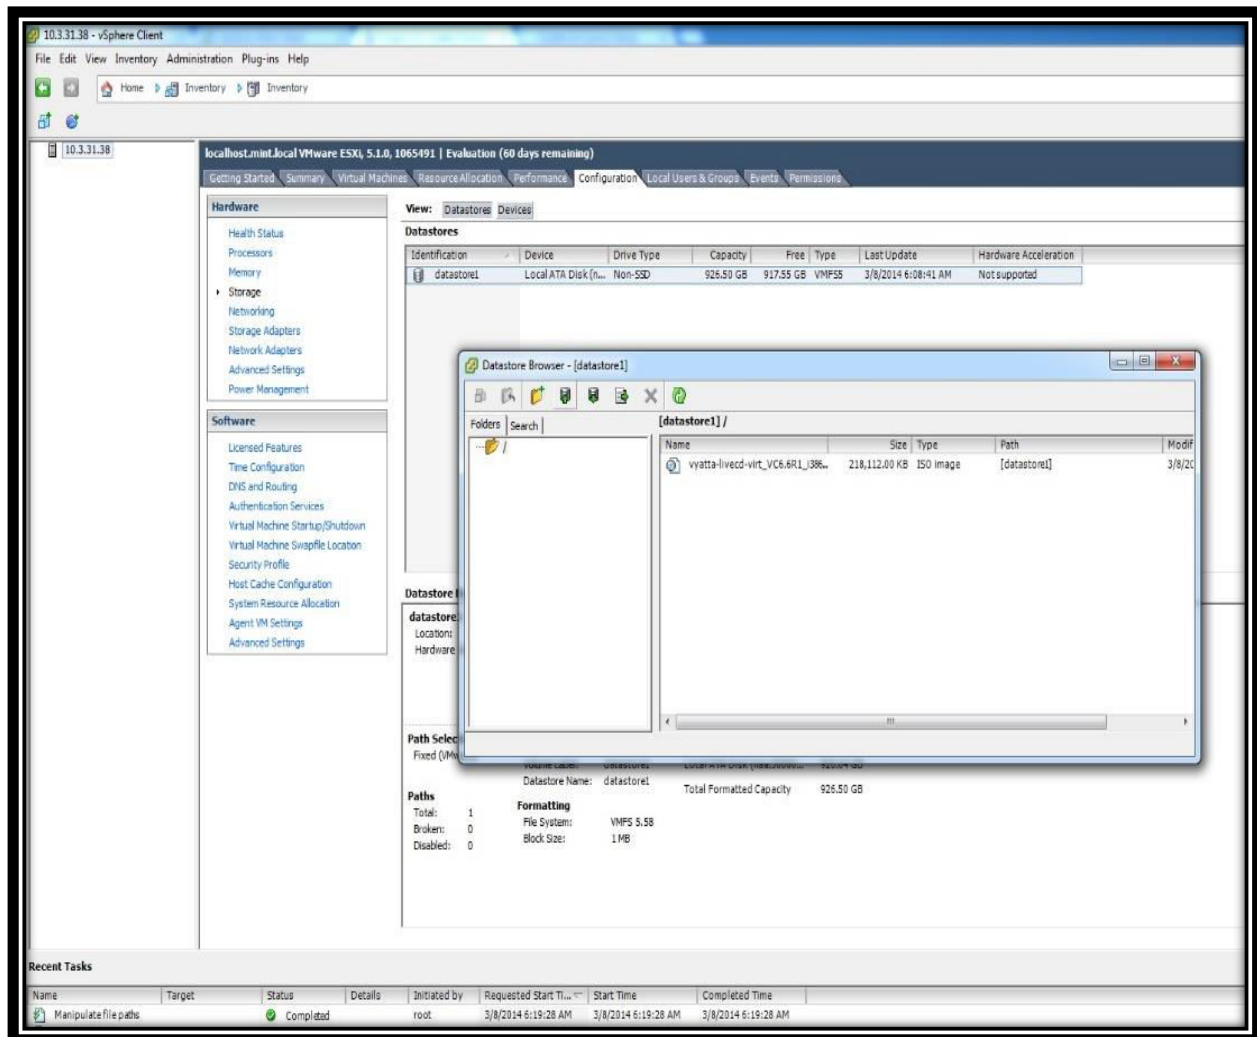 10.3.31.38 - vSphere Client
File Edit View Inventory Administration Plug-ins Help
Home Inventory Inventory
10.3.31.38
localhost.mint.local VMware ESXi, 5.1.0, 1065491 | Evaluation (60 days remaining)
Getting Started Summary Virtual Machines Resource Allocation Performance Configuration Local Users & Groups Events Permissions
Hardware
Health Status
Processors
Memory
Storage
Networking
Storage Adapters
Network Adapters
Advanced Settings
Power Management
Software
Licensed Features
Time Configuration
DNS and Routing
Authentication Services
Virtual Machine Startup/Shutdown
Virtual Machine Swapfile Location
Security Profile
Host Cache Configuration
System Resource Allocation
Agent VM Settings
Advanced Settings
View: Datastores Devices
Datastores
Identification Device Drive Type Capacity Free Type Last Update Hardware Acceleration
datastore1 Local ATA Disk (n... Non-SSD 926.50 GB 917.55 GB VMFS5 3/8/2014 6:08:41 AM Not supported
Datastore Browser - [datastore1]
Folders Search
/
[datastore1] /
Name Size Type Path Modif
vyatta-livecd-virt_VC6.6R1_i386... 218,112.00 KB ISO image [datastore1] 3/8/20
Datastore
datastore
Location:
Hardware
Path Selec
Fixed (VMw
Paths
Total: 1
Broken: 0
Disabled: 0
Volume Label: datastore1
Datastore Name: datastore1
Formatting
File System: VMFS 5.58
Block Size: 1 MB
Total Formatted Capacity 926.50 GB
Recent Tasks
Name Target Status Details Initiated by Requested Start Ti... Start Time Completed Time
Manipulate file paths Completed root 3/8/2014 6:19:28 AM 3/8/2014 6:19:28 AM 3/8/2014 6:19:28 AM